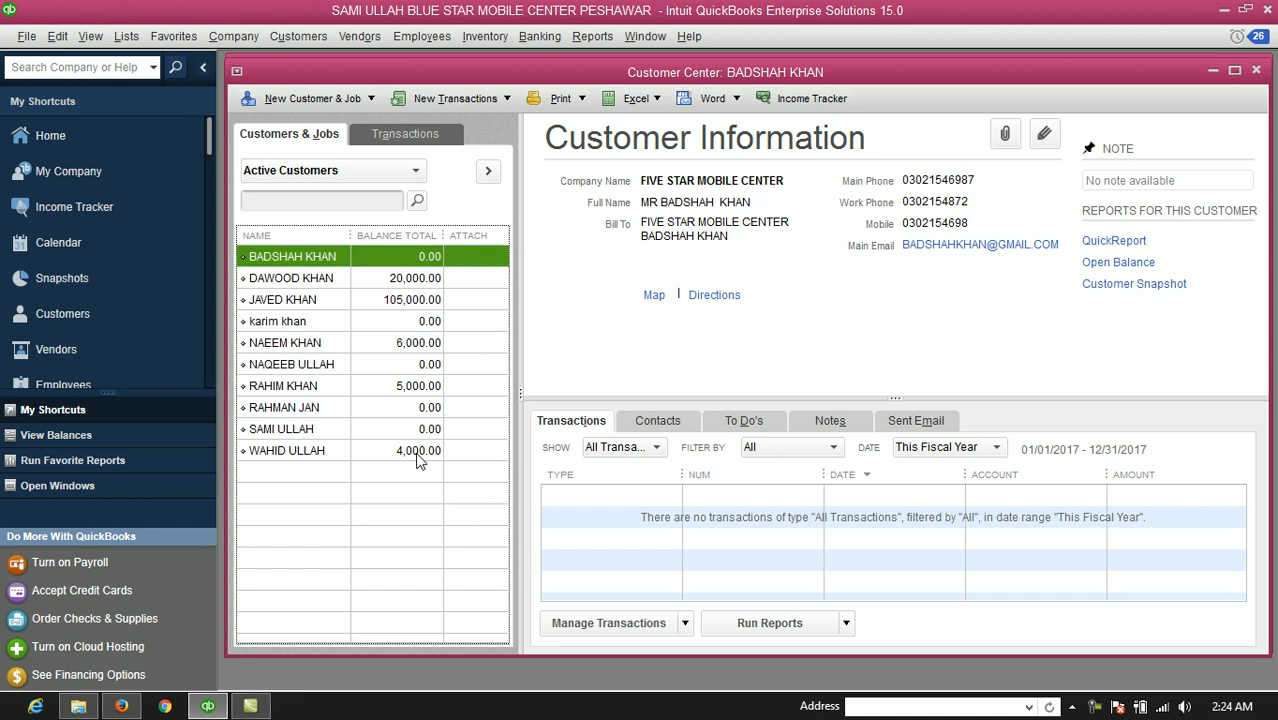 SAMI ULLAH BLUE STAR MOBILE CENTER PESHAWAR - Intuit QuickBooks Enterprise Solutions 15.0
File Edit View Lists Favorites Company Customers Vendors Employees Inventory Banking Reports Window Help 26
Search Company or Help
My Shortcuts
Home
My Company
Income Tracker
Calendar
Snapshots
Customers
Vendors
Employees
My Shortcuts
View Balances
Run Favorite Reports
Open Windows
Do More With QuickBooks
Turn on Payroll
Accept Credit Cards
Order Checks & Supplies
Turn on Cloud Hosting
See Financing Options
Customer Center: BADSHAH KHAN
New Customer & Job New Transactions Print Excel Word Income Tracker
Customers & Jobs Transactions
Active Customers
NAME BALANCE TOTAL ATTACH
BADSHAH KHAN 0.00
DAWOOD KHAN 20,000.00
JAVED KHAN 105,000.00
karim khan 0.00
NAEEM KHAN 6,000.00
NAQEEB ULLAH 0.00
RAHIM KHAN 5,000.00
RAHMAN JAN 0.00
SAMI ULLAH 0.00
WAHID ULLAH 4,000.00
Customer Information
Company Name FIVE STAR MOBILE CENTER
Full Name MR BADSHAH KHAN
Bill To FIVE STAR MOBILE CENTER
BADSHAH KHAN
Map | Directions
Main Phone 03021546987
Work Phone 0302154872
Mobile 0302154698
Main Email BADSHAHKHAN@GMAIL.COM
NOTE
No note available
REPORTS FOR THIS CUSTOMER
QuickReport
Open Balance
Customer Snapshot
Transactions Contacts To Do's Notes Sent Email
SHOW All Transa... FILTER BY All DATE This Fiscal Year 01/01/2017 - 12/31/2017
TYPE NUM DATE ACCOUNT AMOUNT
There are no transactions of type "All Transactions", filtered by "All", in date range "This Fiscal Year".
Manage Transactions Run Reports
Address 2:24 AM